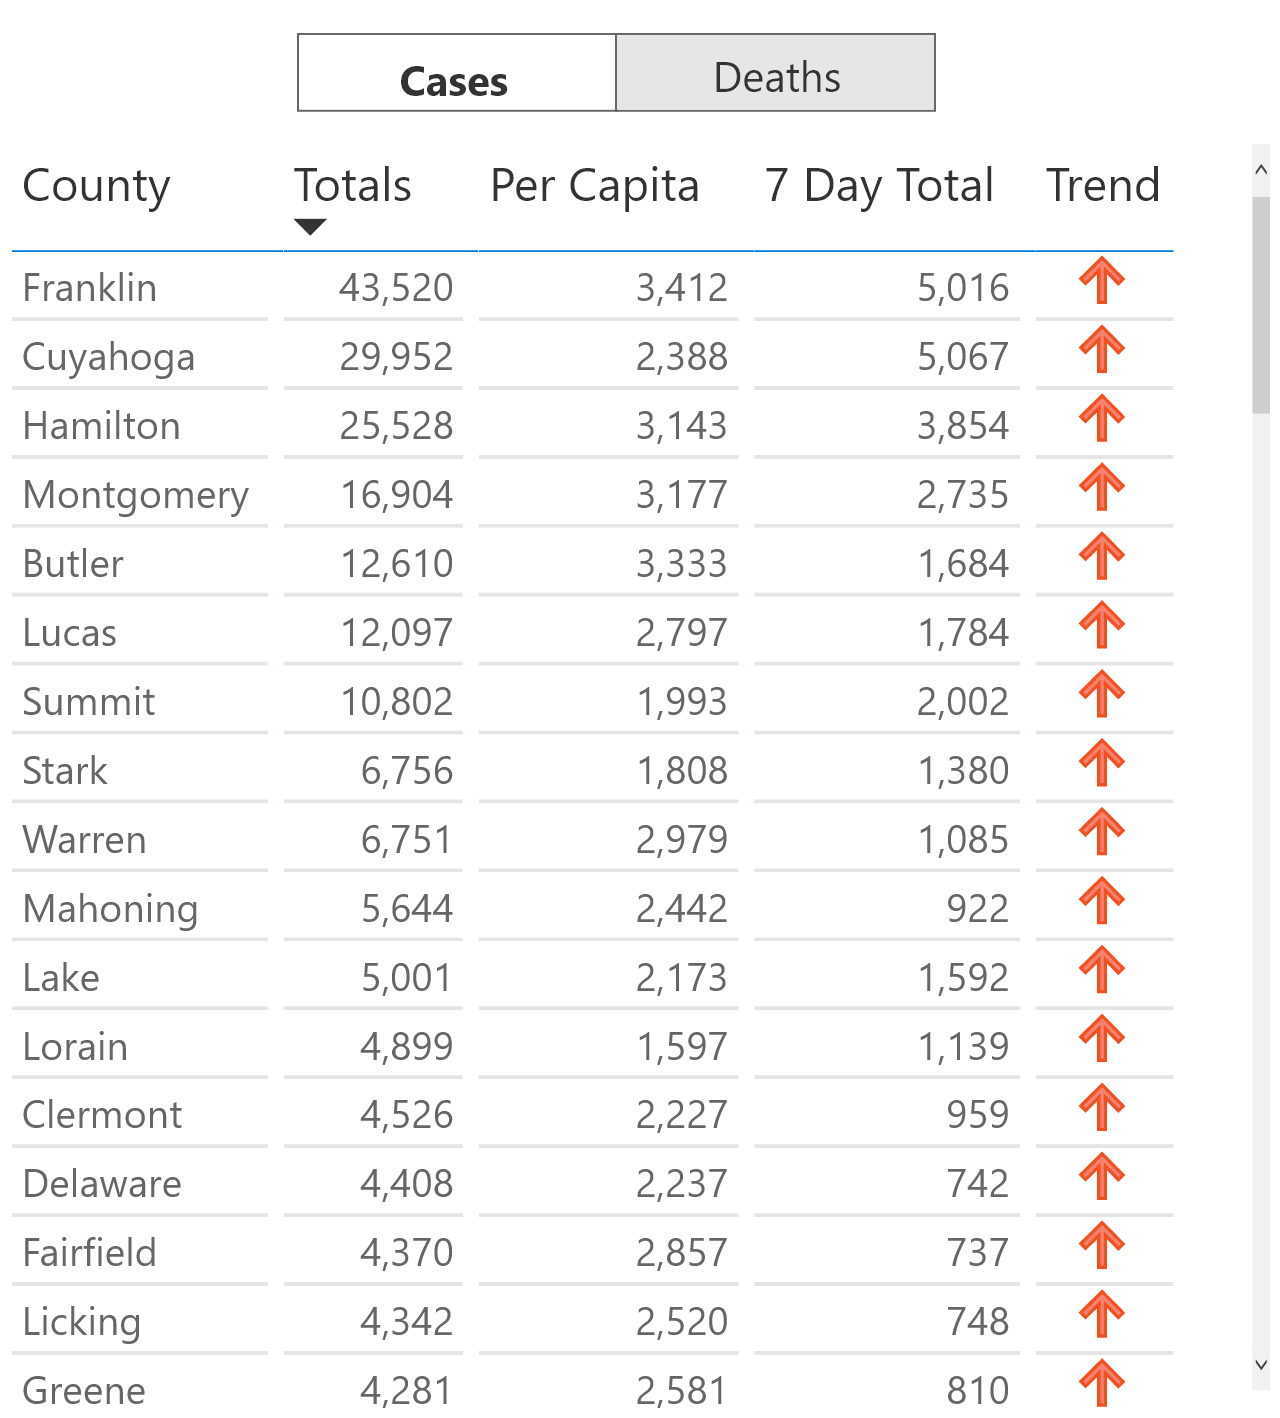 Cases Deaths
County Totals Per Capita 7 Day Total Trend
Franklin 43,520 3,412 5,016
Cuyahoga 29,952 2,388 5,067
Hamilton 25,528 3,143 3,854
Montgomery 16,904 3,177 2,735
Butler 12,610 3,333 1,684
Lucas 12,097 2,797 1,784
Summit 10,802 1,993 2,002
Stark 6,756 1,808 1,380
Warren 6,751 2,979 1,085
Mahoning 5,644 2,442 922
Lake 5,001 2,173 1,592
Lorain 4,899 1,597 1,139
Clermont 4,526 2,227 959
Delaware 4,408 2,237 742
Fairfield 4,370 2,857 737
Licking 4,342 2,520 748
Greene 4,281 2,581 810